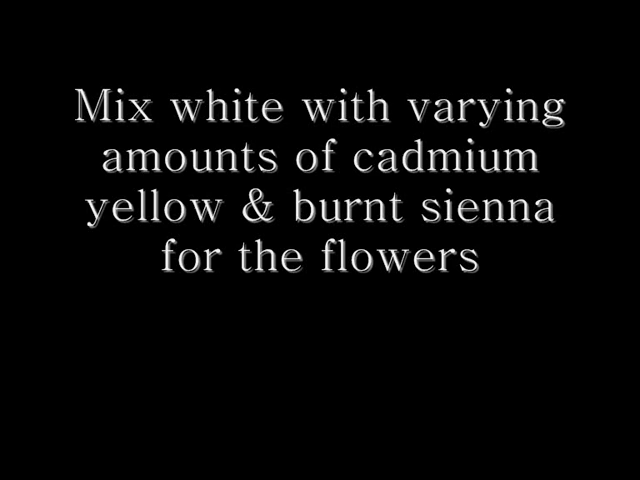 Mix white with varying
amounts of cadmium
yellow & burnt sienna
for the flowers